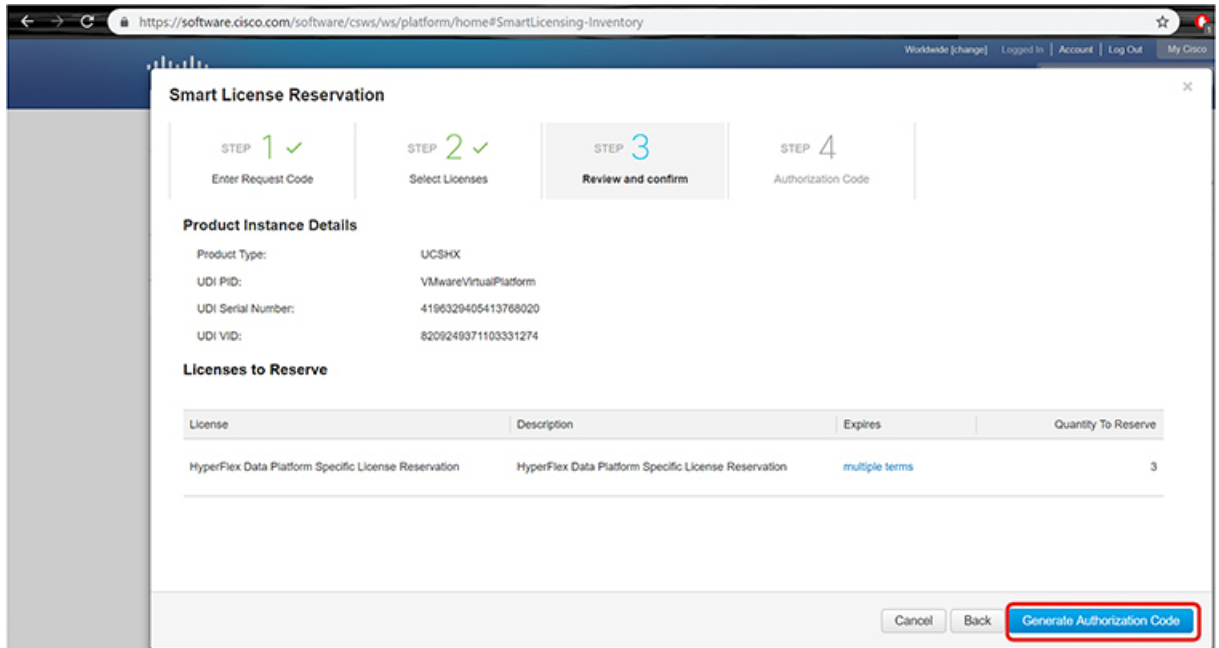 https://software.cisco.com/software/csws/ws/platform/home#SmartLicensing-Inventory
Worldwide [change] Logged In | Account | Log Out My Cisco
Smart License Reservation ×
STEP 1 ✓ STEP 2 ✓ STEP 3 STEP 4
Enter Request Code Select Licenses Review and confirm Authorization Code
Product Instance Details
Product Type: UCSHX
UDI PID: VMwareVirtualPlatform
UDI Serial Number: 4196329405413768020
UDI VID: 8209249371103331274
Licenses to Reserve
License Description Expires Quantity To Reserve
HyperFlex Data Platform Specific License Reservation HyperFlex Data Platform Specific License Reservation multiple terms 3
Cancel Back Generate Authorization Code